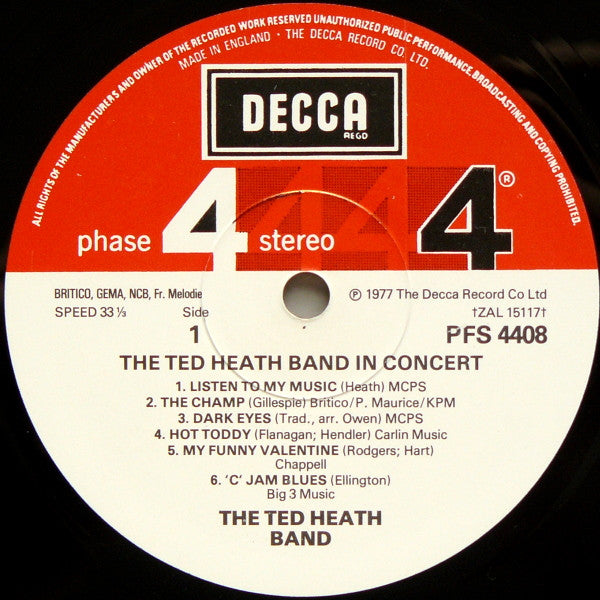 ALL RIGHTS OF THE MANUFACTURERS AND OWNER OF THE RECORDED WORK RESERVED UNAUTHORIZED PUBLIC PERFORMANCE, BROADCASTING AND COPYING PROHIBITED.
MADE IN ENGLAND · THE DECCA RECORD CO. LTD.
DECCA
REGD
phase 4 stereo 4 ®
BRITICO, GEMA, NCB, Fr. Melodie
℗ 1977 The Decca Record Co Ltd
SPEED 33⅓ Side †ZAL 15117†
1 PFS 4408
THE TED HEATH BAND IN CONCERT
1. LISTEN TO MY MUSIC (Heath) MCPS
2. THE CHAMP (Gillespie) Britico/P. Maurice/KPM
3. DARK EYES (Trad., arr. Owen) MCPS
4. HOT TODDY (Flanagan; Hendler) Carlin Music
5. MY FUNNY VALENTINE (Rodgers; Hart)
Chappell
6. ‘C’ JAM BLUES (Ellington)
Big 3 Music
THE TED HEATH
BAND